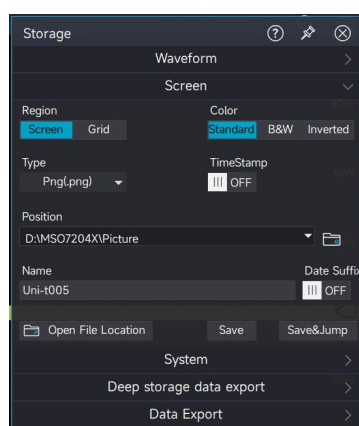 Storage
Waveform
Screen
Region Color
Screen Grid Standard B&W Inverted
Type TimeStamp
Png(.png) OFF
Position
D:\MSO7204X\Picture
Name Date Suffix
Uni-t005 OFF
Open File Location Save Save&Jump
System
Deep storage data export
Data Export